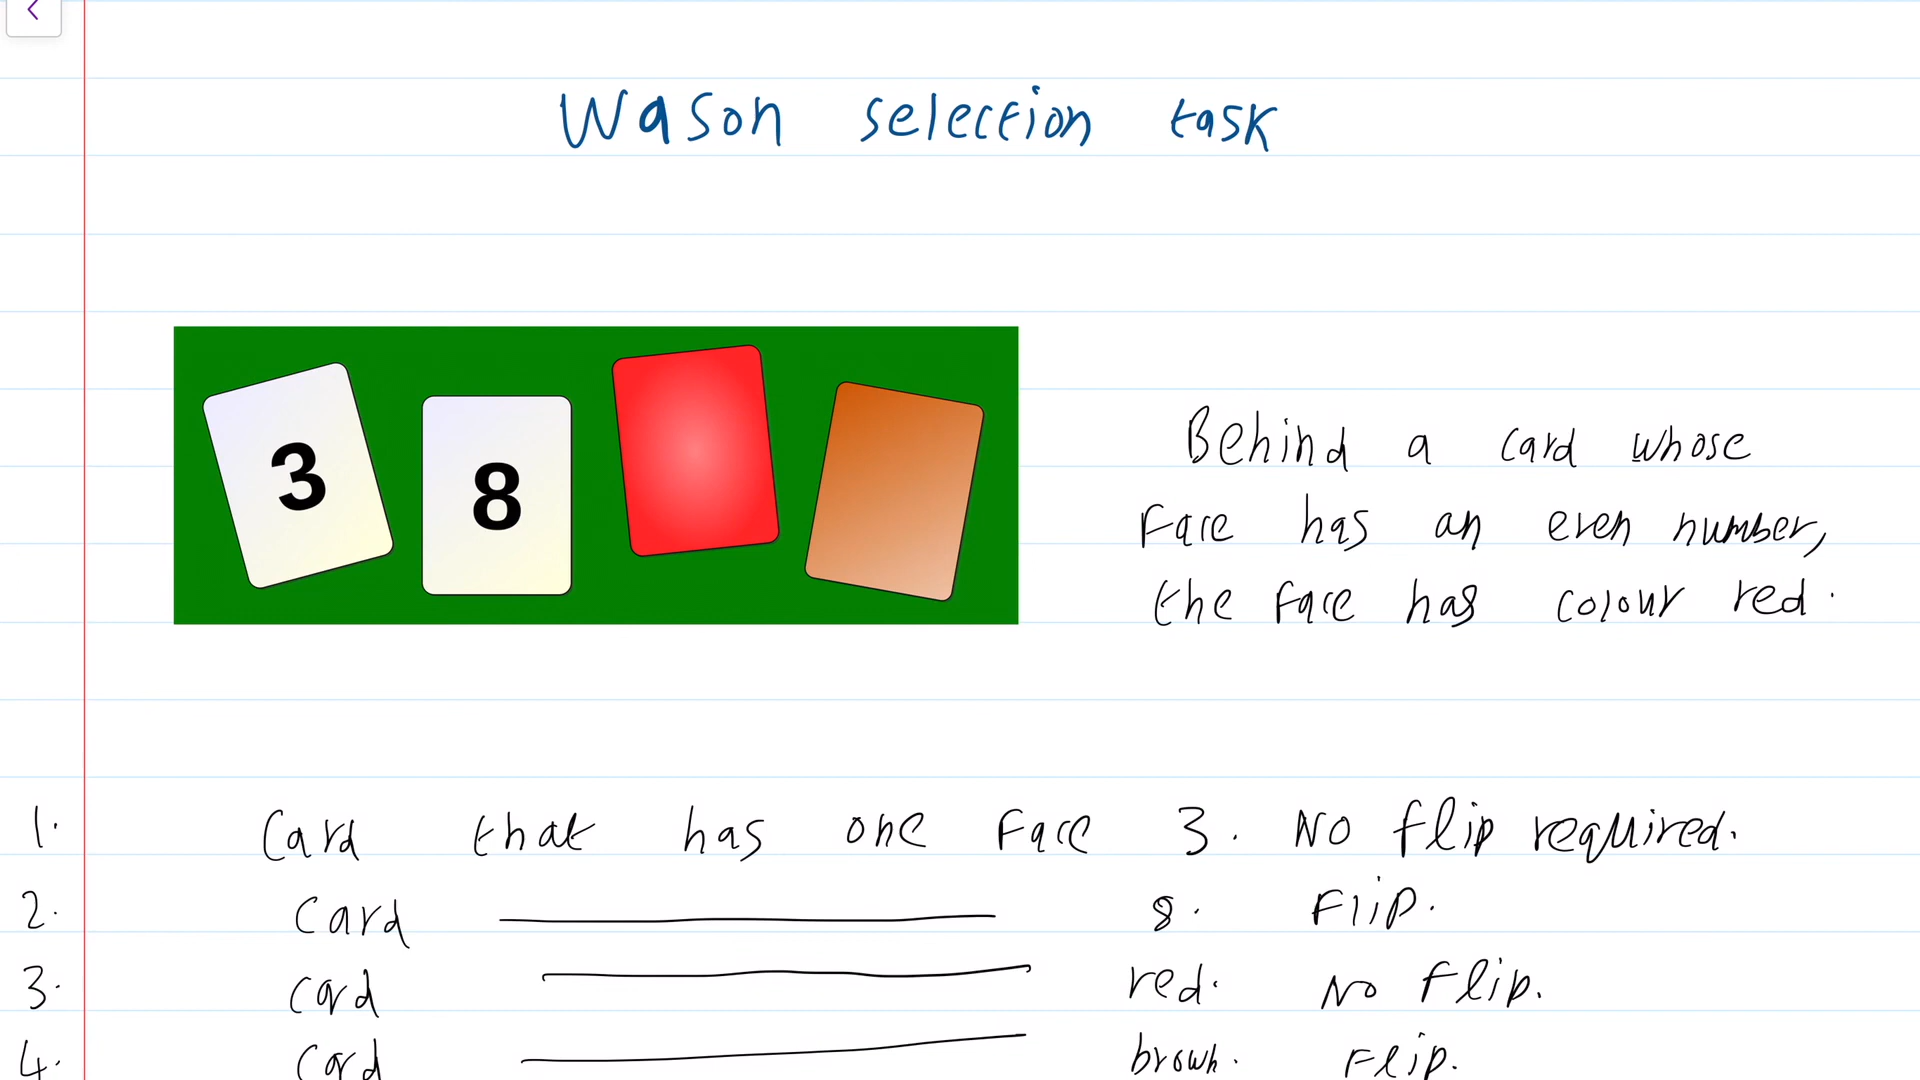 Wason selection task
3 8
Behind a card whose
Face has an even number,
the face has colour red.
1. Card that has one Face 3. No flip required.
2. Card 8. Flip.
3. Card red. No flip.
4. Card brown. Flip.